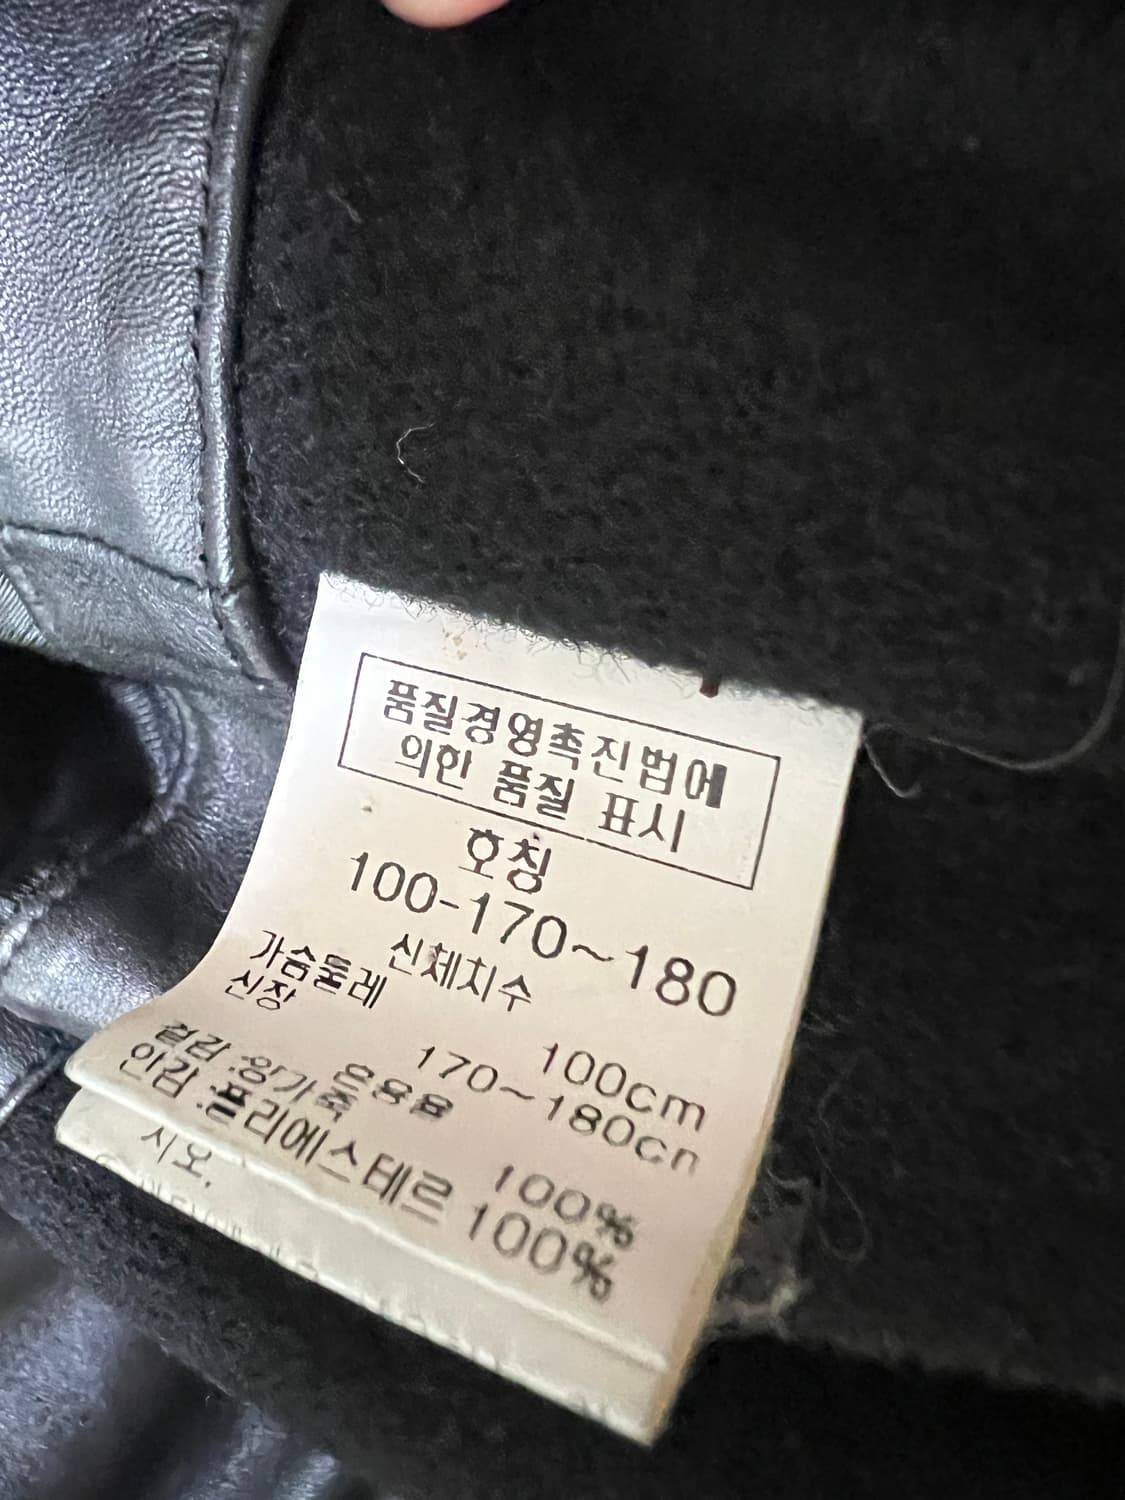 품질경영촉진법에
의한 품질 표시
호칭
100-170~180
신체치수
가슴둘레 100cm
신장 170~180cm
겉감 :양가죽 100%
안감 :폴리에스테르 100%